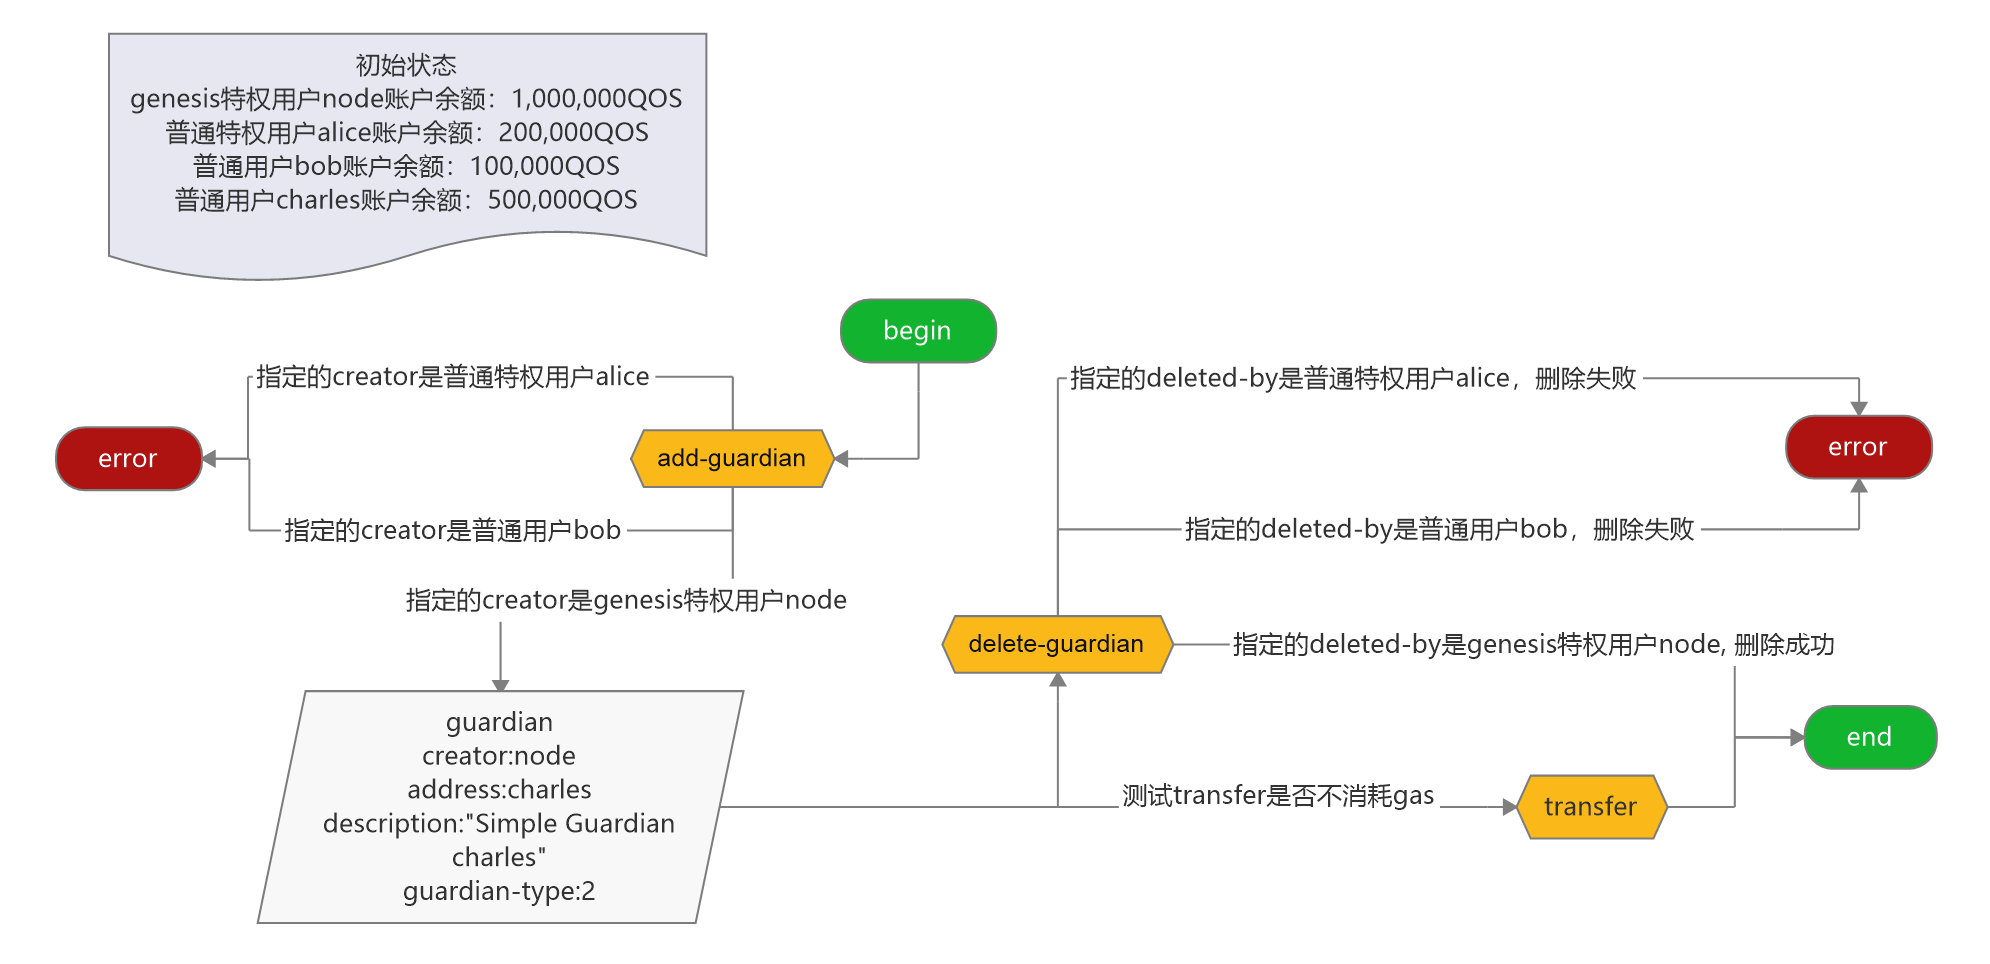 初始状态
genesis特权用户node账户余额：1,000,000QOS
普通特权用户alice账户余额：200,000QOS
普通用户bob账户余额：100,000QOS
普通用户charles账户余额：500,000QOS
begin
指定的creator是普通特权用户alice
指定的deleted-by是普通特权用户alice，删除失败
error
add-guardian
error
指定的creator是普通用户bob
指定的deleted-by是普通用户bob，删除失败
指定的creator是genesis特权用户node
delete-guardian
指定的deleted-by是genesis特权用户node, 删除成功
guardian
creator:node
address:charles
description:"Simple Guardian
charles"
guardian-type:2
end
测试transfer是否不消耗gas
transfer